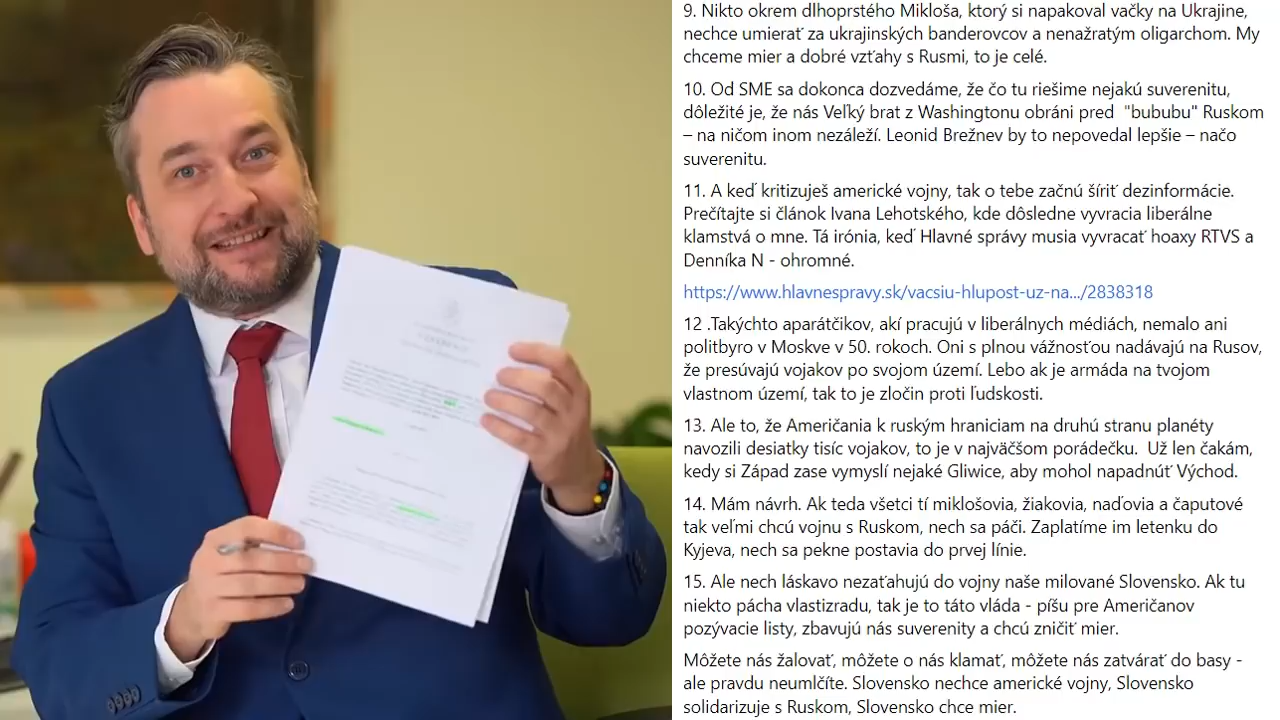 9. Nikto okrem dlhoprstého Mikloša, ktorý si napakoval vačky na Ukrajine,
nechce umierať za ukrajinských banderovcov a nenažratým oligarchom. My
chceme mier a dobré vzťahy s Rusmi, to je celé.
10. Od SME sa dokonca dozvedáme, že čo tu riešime nejakú suverenitu,
dôležité je, že nás Veľký brat z Washingtonu obráni pred  "bububu" Ruskom
– na ničom inom nezáleží. Leonid Brežnev by to nepovedal lepšie – načo
suverenitu.
11. A keď kritizuješ americké vojny, tak o tebe začnú šíriť dezinformácie.
Prečítajte si článok Ivana Lehotského, kde dôsledne vyvracia liberálne
klamstvá o mne. Tá irónia, keď Hlavné správy musia vyvracať hoaxy RTVS a
Denníka N - ohromné.
https://www.hlavnespravy.sk/vacsiu-hlupost-uz-na.../2838318
12 .Takýchto aparátčikov, akí pracujú v liberálnych médiách, nemalo ani
politbyro v Moskve v 50. rokoch. Oni s plnou vážnosťou nadávajú na Rusov,
že presúvajú vojakov po svojom území. Lebo ak je armáda na tvojom
vlastnom území, tak to je zločin proti ľudskosti.
13. Ale to, že Američania k ruským hraniciam na druhú stranu planéty
navozili desiatky tisíc vojakov, to je v najväčšom porádečku.  Už len čakám,
kedy si Západ zase vymyslí nejaké Gliwice, aby mohol napadnúť Východ.
14. Mám návrh. Ak teda všetci tí miklošovia, žiakovia, naďovia a čaputové
tak veľmi chcú vojnu s Ruskom, nech sa páči. Zaplatíme im letenku do
Kyjeva, nech sa pekne postavia do prvej línie.
15. Ale nech láskavo nezaťahujú do vojny naše milované Slovensko. Ak tu
niekto pácha vlastizradu, tak je to táto vláda - píšu pre Američanov
pozývacie listy, zbavujú nás suverenity a chcú zničiť mier.
Môžete nás žalovať, môžete o nás klamať, môžete nás zatvárať do basy -
ale pravdu neumlčíte. Slovensko nechce americké vojny, Slovensko
solidarizuje s Ruskom, Slovensko chce mier.